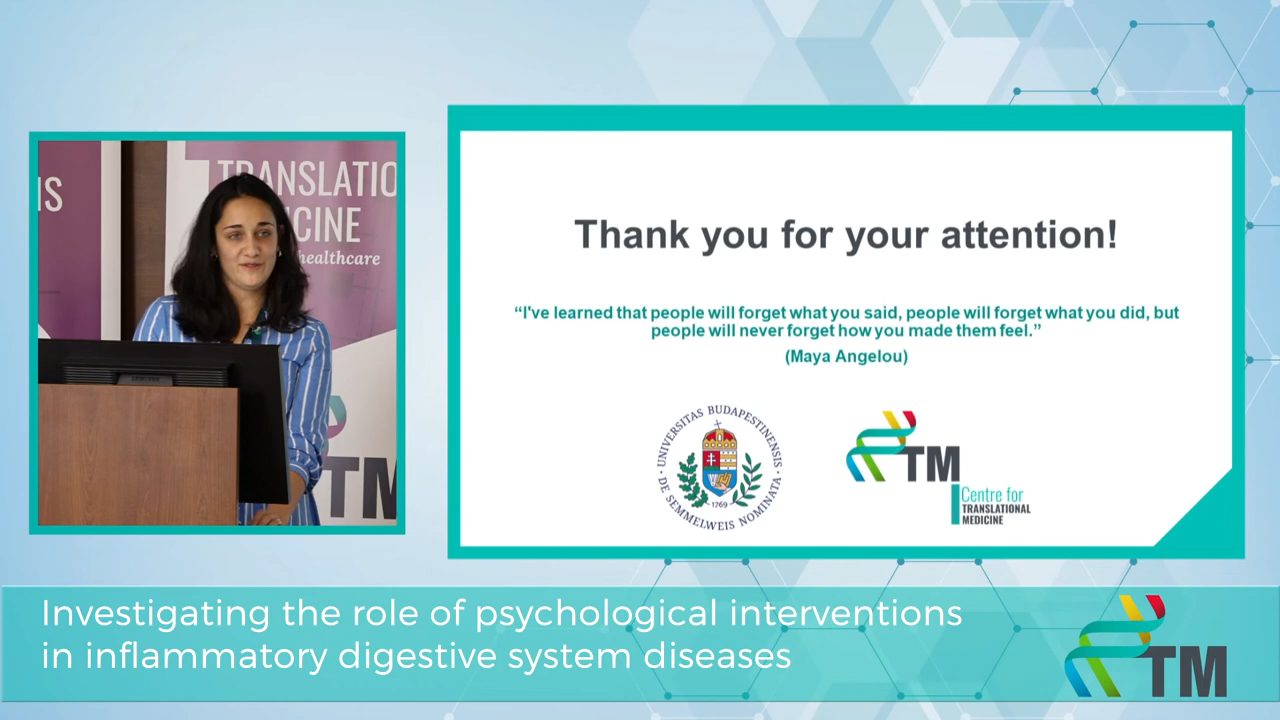 IS
TRANSLATIO
CINE
healthcare
TM
SAMSUNG
Thank you for your attention!
“I've learned that people will forget what you said, people will forget what you did, but
people will never forget how you made them feel.”
(Maya Angelou)
UNIVERSITAS BUDAPESTINENSIS
DE SEMMELWEIS NOMINATA
1769
TM
Centre for
TRANSLATIONAL
MEDICINE
Investigating the role of psychological interventions
in inflammatory digestive system diseases
TM